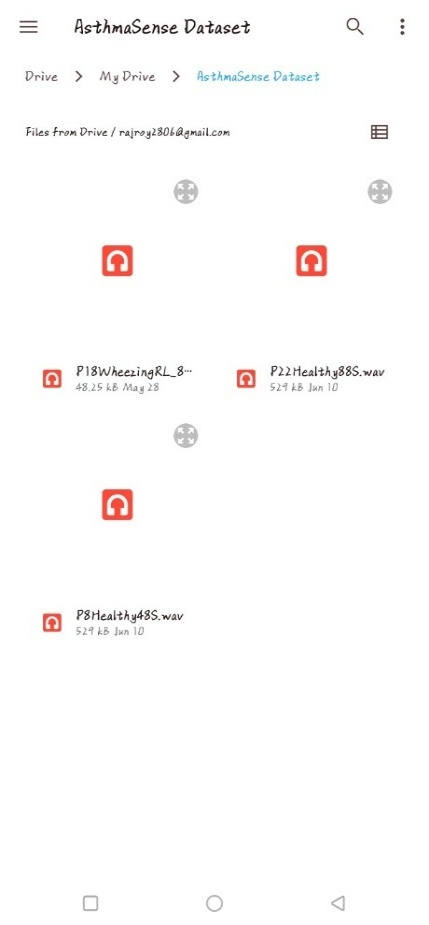 AsthmaSense Dataset
Drive > My Drive > AsthmaSense Dataset
Files from Drive / rajroy2806@gmail.com
P18WheezingRL_8...
48.25 kB May 28
P22Healthy88S.wav
529 kB Jun 10
P8Healthy48S.wav
529 kB Jun 10